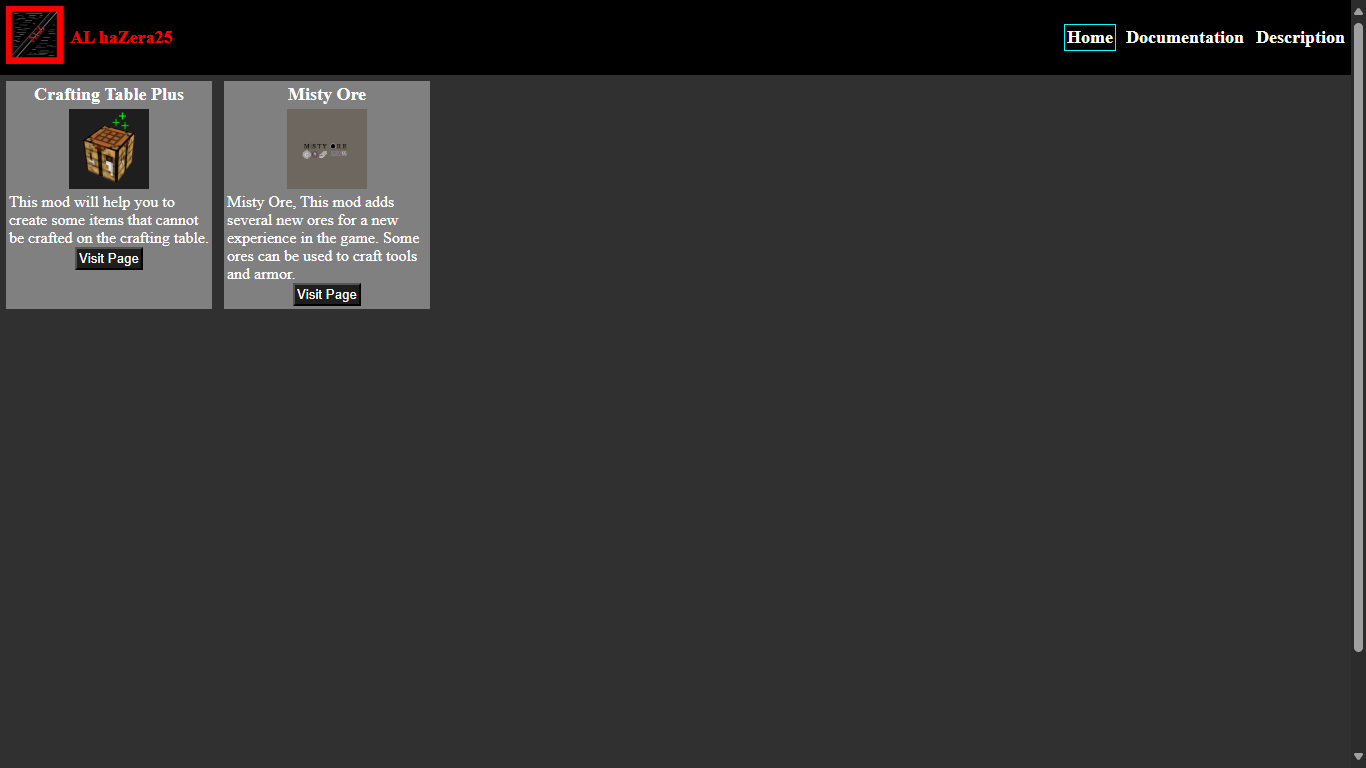 AL haZera25
Home Documentation Description
Crafting Table Plus
This mod will help you to
create some items that cannot
be crafted on the crafting table.
Visit Page
Misty Ore
MISTY ORE
Misty Ore, This mod adds
several new ores for a new
experience in the game. Some
ores can be used to craft tools
and armor.
Visit Page